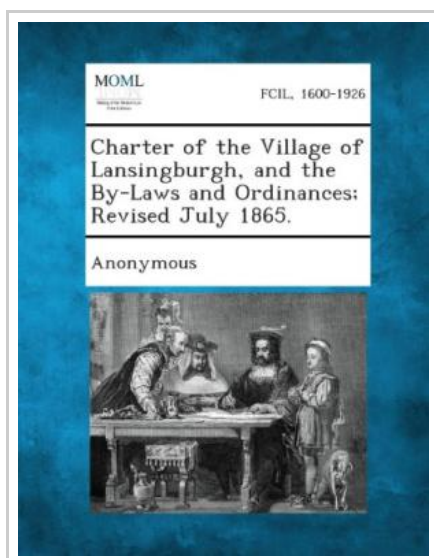 MOML
FCIL, 1600-1926
Charter of the Village of
Lansingburgh, and the
By-Laws and Ordinances;
Revised July 1865.
Anonymous